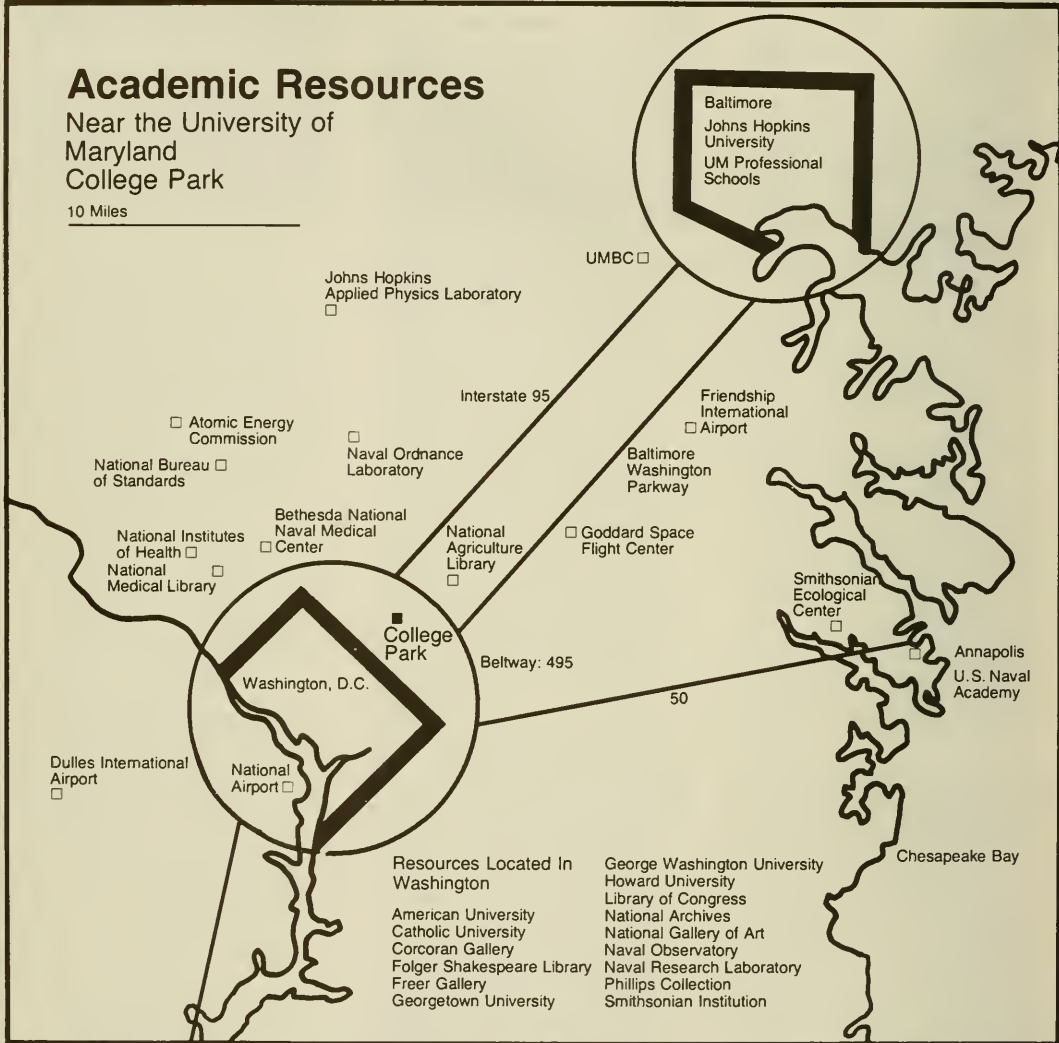 Academic Resources
Near the University of
Maryland
College Park
10 Miles
Baltimore
Johns Hopkins
University
UM Professional
Schools
UMBC
Johns Hopkins
Applied Physics Laboratory
Interstate 95
Friendship
International
Airport
Atomic Energy
Commission
Naval Ordnance
Laboratory
Baltimore
Washington
Parkway
National Bureau
of Standards
Bethesda National
Naval Medical
Center
National Institutes
of Health
National
Medical Library
National
Agriculture
Library
Goddard Space
Flight Center
Smithsonian
Ecological
Center
College
Park
Beltway: 495
Washington, D.C.
50
Annapolis
U.S. Naval
Academy
Dulles International
Airport
National
Airport
Chesapeake Bay
Resources Located In
Washington
American University
Catholic University
Corcoran Gallery
Folger Shakespeare Library
Freer Gallery
Georgetown University
George Washington University
Howard University
Library of Congress
National Archives
National Gallery of Art
Naval Observatory
Naval Research Laboratory
Phillips Collection
Smithsonian Institution